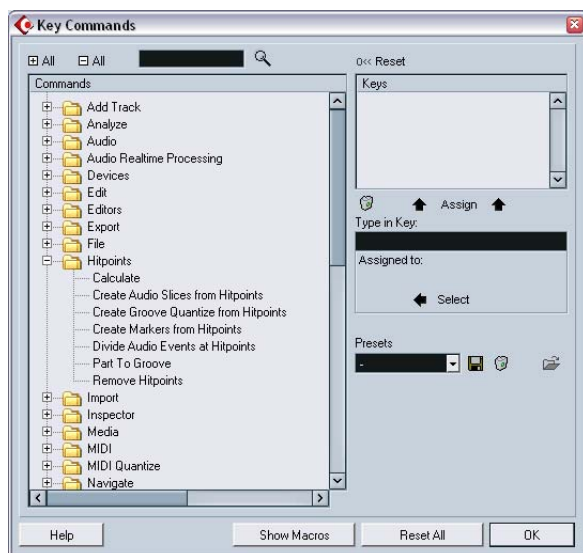 Key Commands
All All
Commands
Add Track
Analyze
Audio
Audio Realtime Processing
Devices
Edit
Editors
Export
File
Hitpoints
Calculate
Create Audio Slices from Hitpoints
Create Groove Quantize from Hitpoints
Create Markers from Hitpoints
Divide Audio Events at Hitpoints
Part To Groove
Remove Hitpoints
Import
Inspector
Media
MIDI
MIDI Quantize
Navigate
0<< Reset
Keys
Assign
Type in Key:
Assigned to:
Select
Presets
-
Help Show Macros Reset All OK